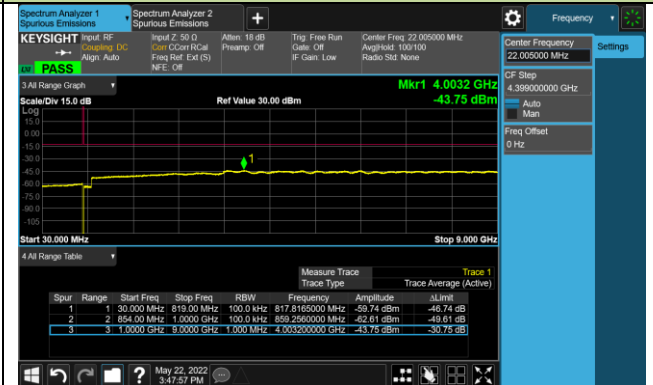 Spectrum Analyzer 1
Spurious Emissions
Spectrum Analyzer 2
Spurious Emissions
+
Frequency
KEYSIGHT
Input: RF
Coupling: DC
Align: Auto
Input Z: 50 Ω
Corr CCorr RCal
Freq Ref: Ext (S)
NFE: Off
Atten: 18 dB
Preamp: Off
Trig: Free Run
Gate: Off
IF Gain: Low
Center Freq: 22.005000 MHz
Avg|Hold: 100/100
Radio Std: None
PASS
Center Frequency
22.005000 MHz
Settings
CF Step
4.399000000 GHz
Auto
Man
Freq Offset
0 Hz
3 All Range Graph
Mkr1 4.0032 GHz
Scale/Div 15.0 dB
Ref Value 30.00 dBm
-43.75 dBm
Log
15.0
0.00
-15.0
-30.0
-45.0
-60.0
-75.0
-90.0
-105
1
Start 30.000 MHz
Stop 9.000 GHz
4 All Range Table
Measure Trace Trace 1
Trace Type Trace Average (Active)
Spur Range Start Freq Stop Freq RBW Frequency Amplitude ΔLimit
1 1 30.000 MHz 819.00 MHz 100.0 kHz 817.8165000 MHz -59.74 dBm -46.74 dB
2 2 854.00 MHz 1.0000 GHz 100.0 kHz 859.2560000 MHz -62.61 dBm -49.61 dB
3 3 1.0000 GHz 9.0000 GHz 1.000 MHz 4.003200000 GHz -43.75 dBm -30.75 dB
?
May 22, 2022
3:47:57 PM